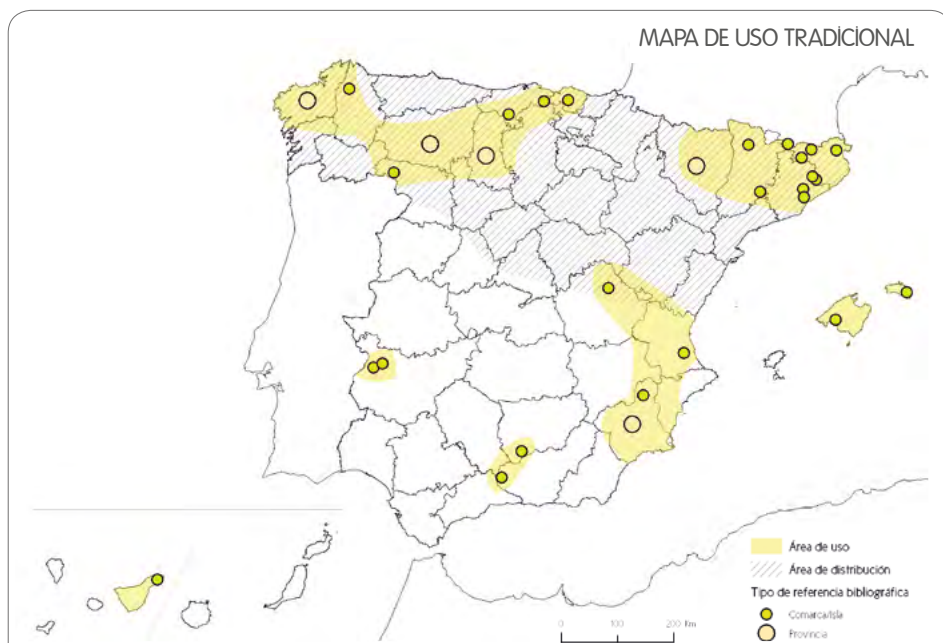 MAPA DE USO TRADICIONAL
Área de uso
Área de distribución
Tipo de referencia bibliográfica
Comarca/Isla
Provincia
0 100 200 Km